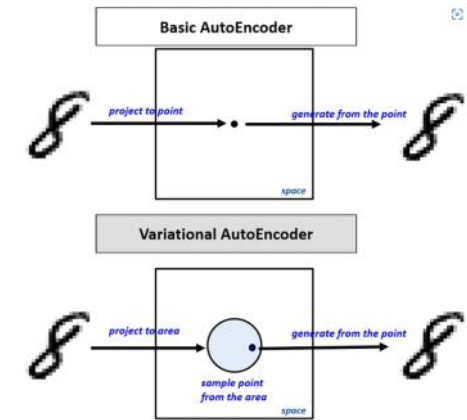 Basic AutoEncoder
project to point
generate from the point
space
Variational AutoEncoder
project to area
generate from the point
sample point
from the area
space